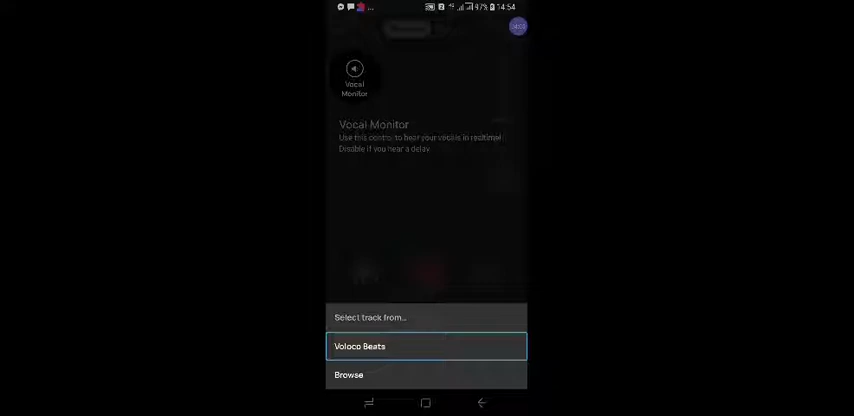 ... 97% 14:54
Vocal
Monitor
Vocal Monitor
Use this control to hear your vocals in realtime!
Disable if you hear a delay
Select track from...
Voloco Beats
Browse